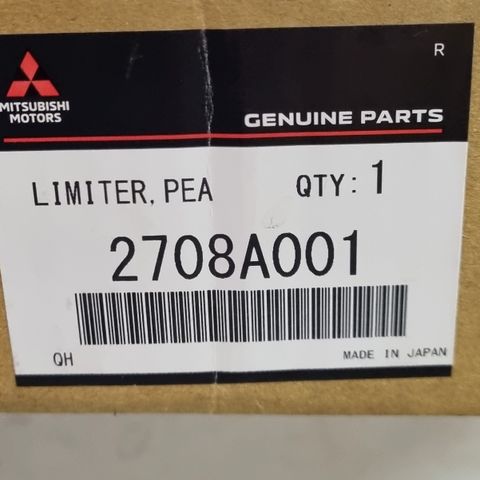 R
MITSUBISHI
MOTORS
GENUINE PARTS
LIMITER, PEA QTY: 1
2708A001
QH MADE IN JAPAN